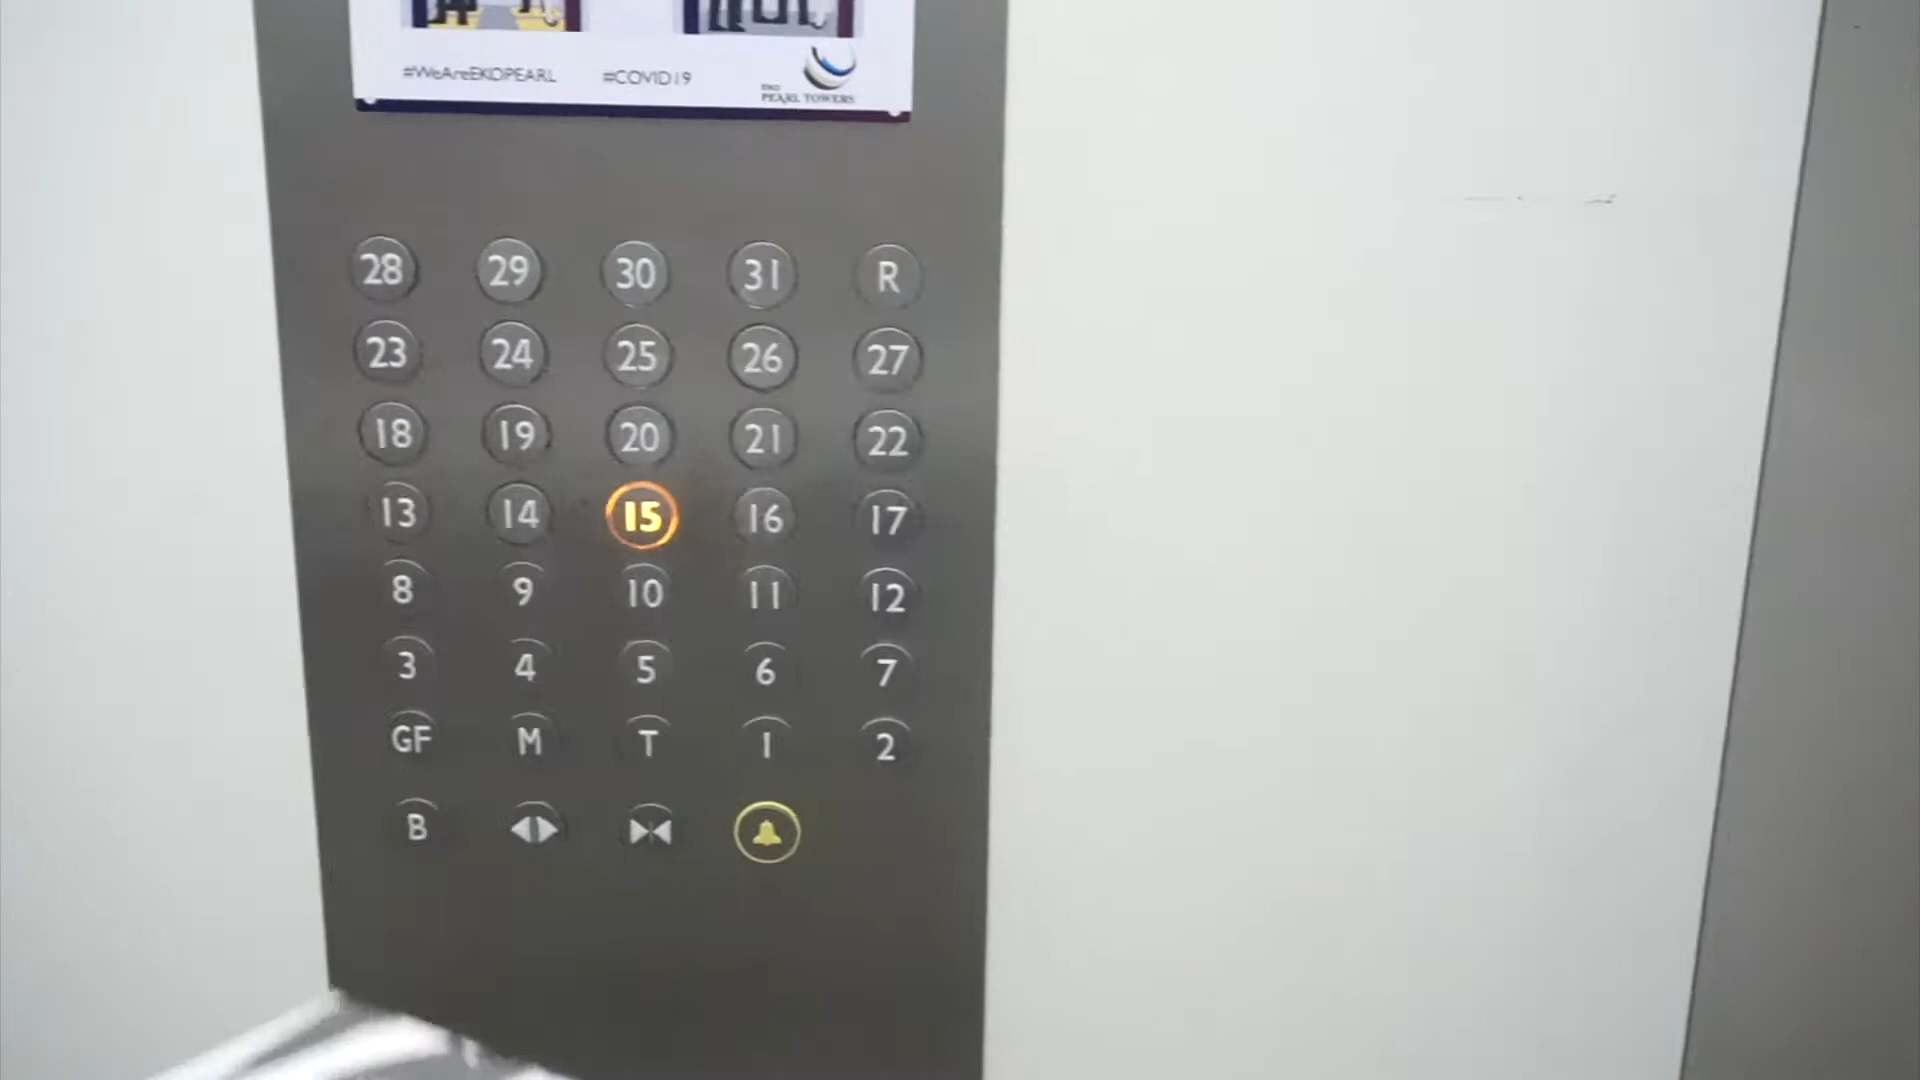 #WeAreEKOPEARL #COVID19
EKO
PEARL TOWERS
28 29 30 31 R
23 24 25 26 27
18 19 20 21 22
13 14 15 16 17
8 9 10 11 12
3 4 5 6 7
GF M T 1 2
B